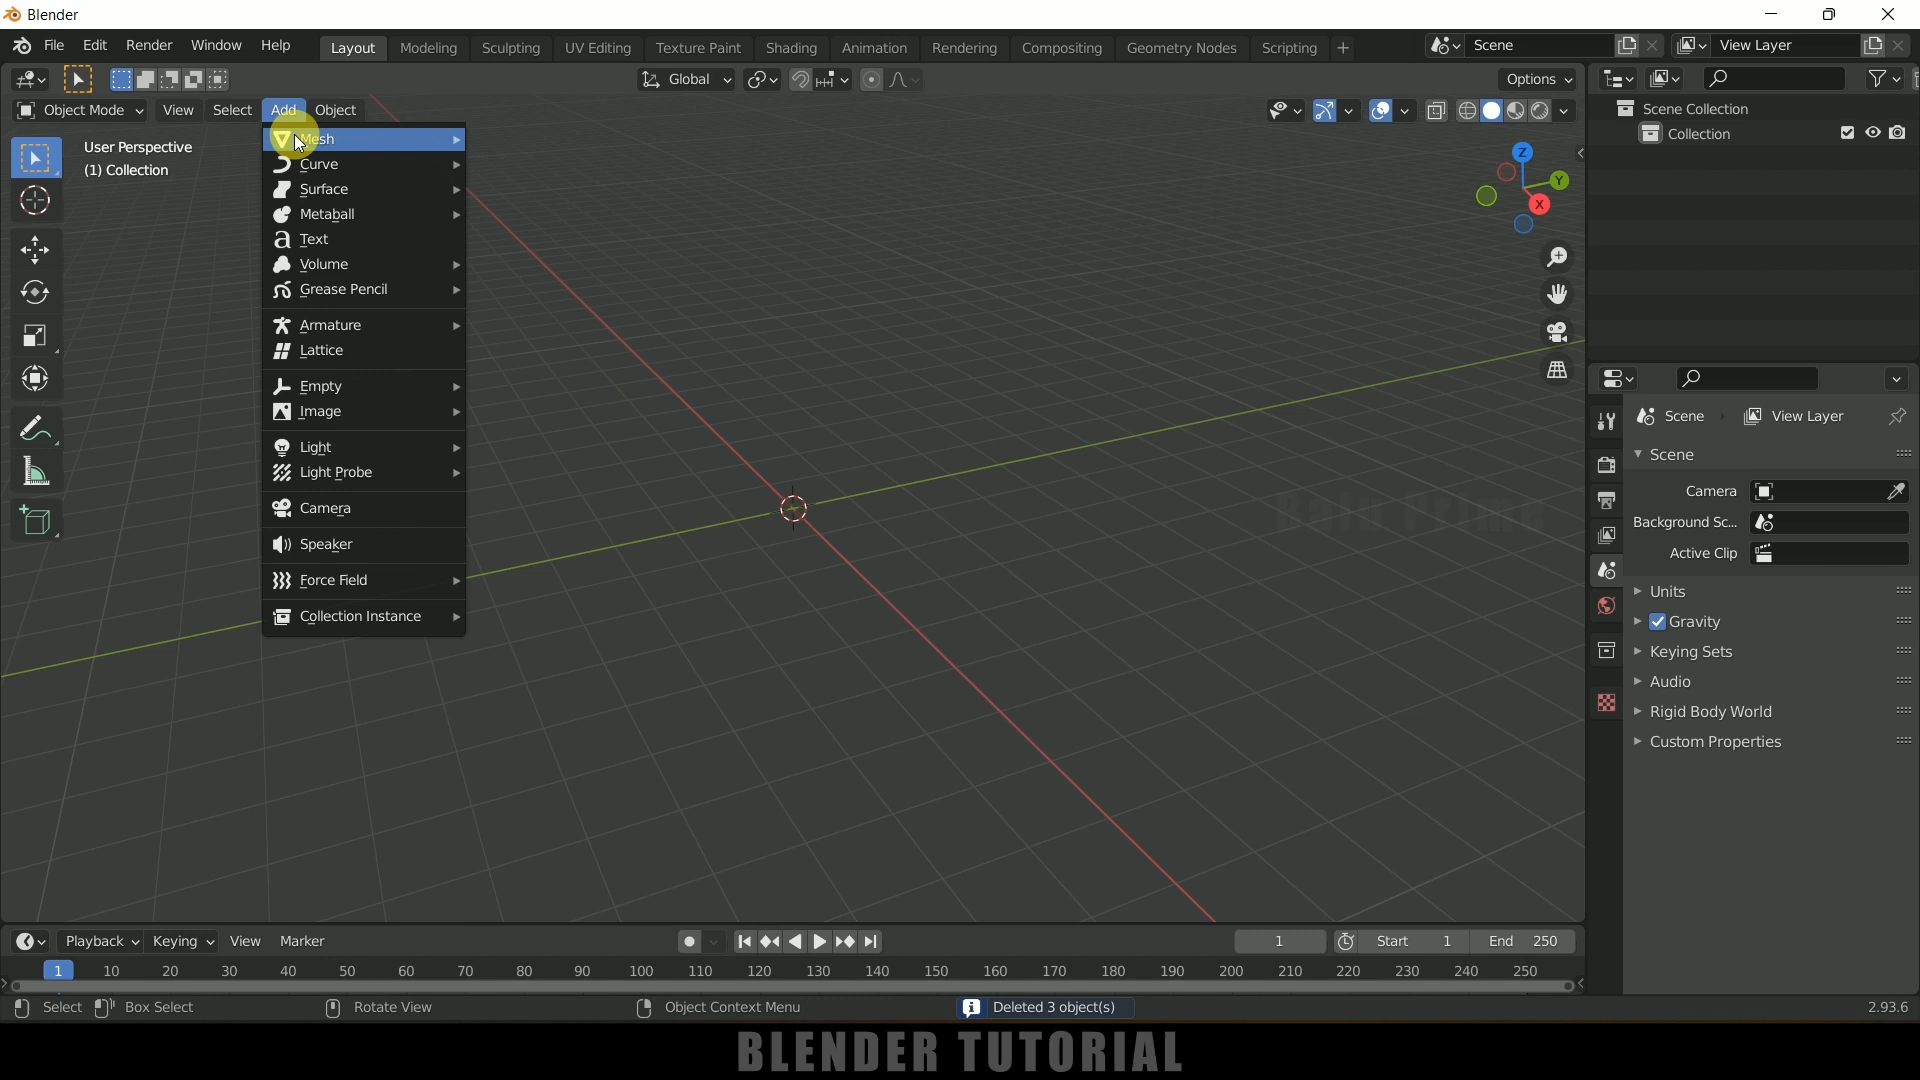 Blender
File Edit Render Window Help Layout Modeling Sculpting UV Editing Texture Paint Shading Animation Rendering Compositing Geometry Nodes Scripting + Scene View Layer
Global Options
Object Mode View Select Add Object
User Perspective
(1) Collection
Mesh
Curve
Surface
Metaball
Text
Volume
Grease Pencil
Armature
Lattice
Empty
Image
Light
Light Probe
Camera
Speaker
Force Field
Collection Instance
Z
Y
X
Scene Collection
Collection
Scene View Layer
Scene
Camera
Background Sc...
Active Clip
Units
Gravity
Keying Sets
Audio
Rigid Body World
Custom Properties
Playback Keying View Marker 1 Start 1 End 250
1 10 20 30 40 50 60 70 80 90 100 110 120 130 140 150 160 170 180 190 200 210 220 230 240 250
Select Box Select Rotate View Object Context Menu Deleted 3 object(s) 2.93.6
BLENDER TUTORIAL